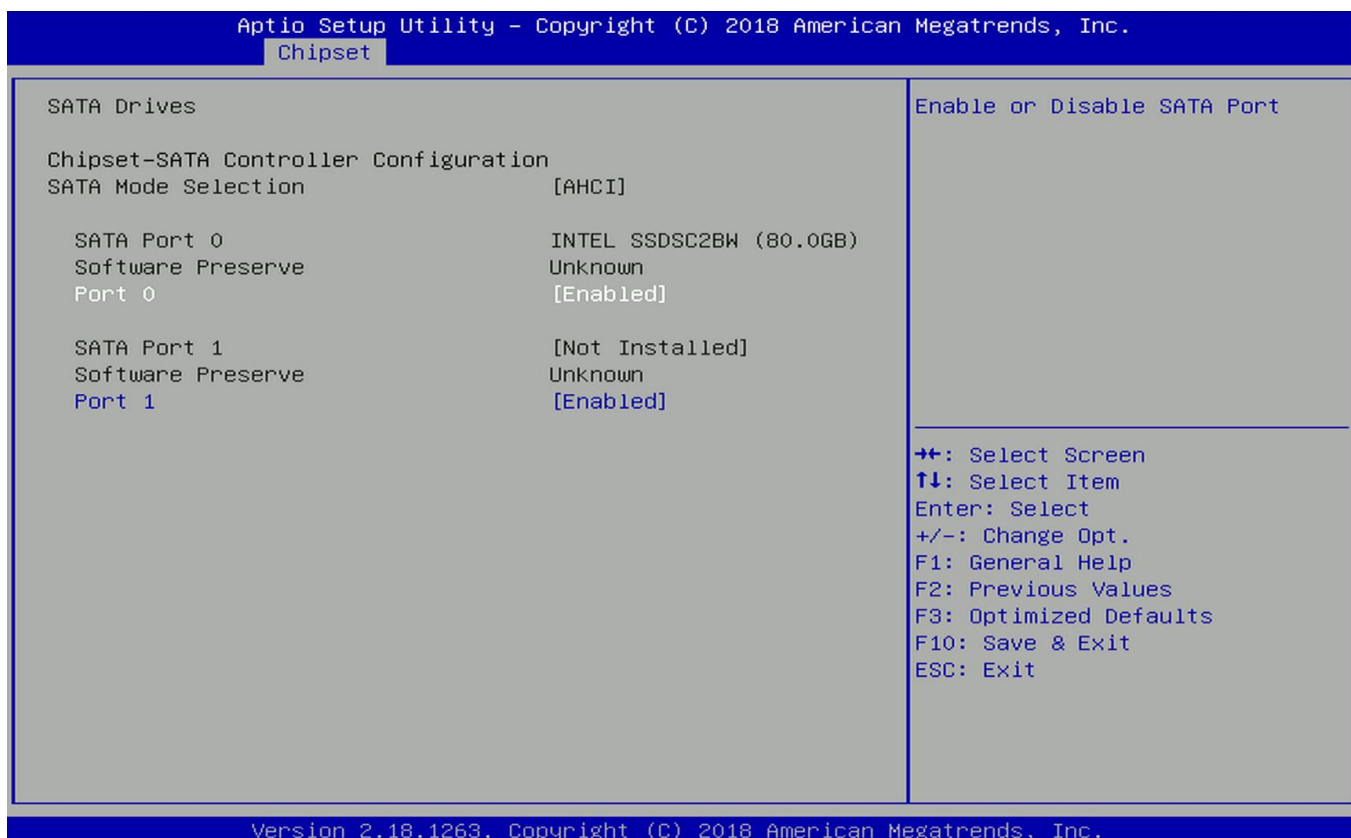 Aptio Setup Utility – Copyright (C) 2018 American Megatrends, Inc.
Chipset
SATA Drives
Chipset-SATA Controller Configuration
SATA Mode Selection [AHCI]
SATA Port 0 INTEL SSDSC2BW (80.0GB)
Software Preserve Unknown
Port 0 [Enabled]
SATA Port 1 [Not Installed]
Software Preserve Unknown
Port 1 [Enabled]
Enable or Disable SATA Port
→←: Select Screen
↑↓: Select Item
Enter: Select
+/-: Change Opt.
F1: General Help
F2: Previous Values
F3: Optimized Defaults
F10: Save & Exit
ESC: Exit
Version 2.18.1263. Copyright (C) 2018 American Megatrends, Inc.